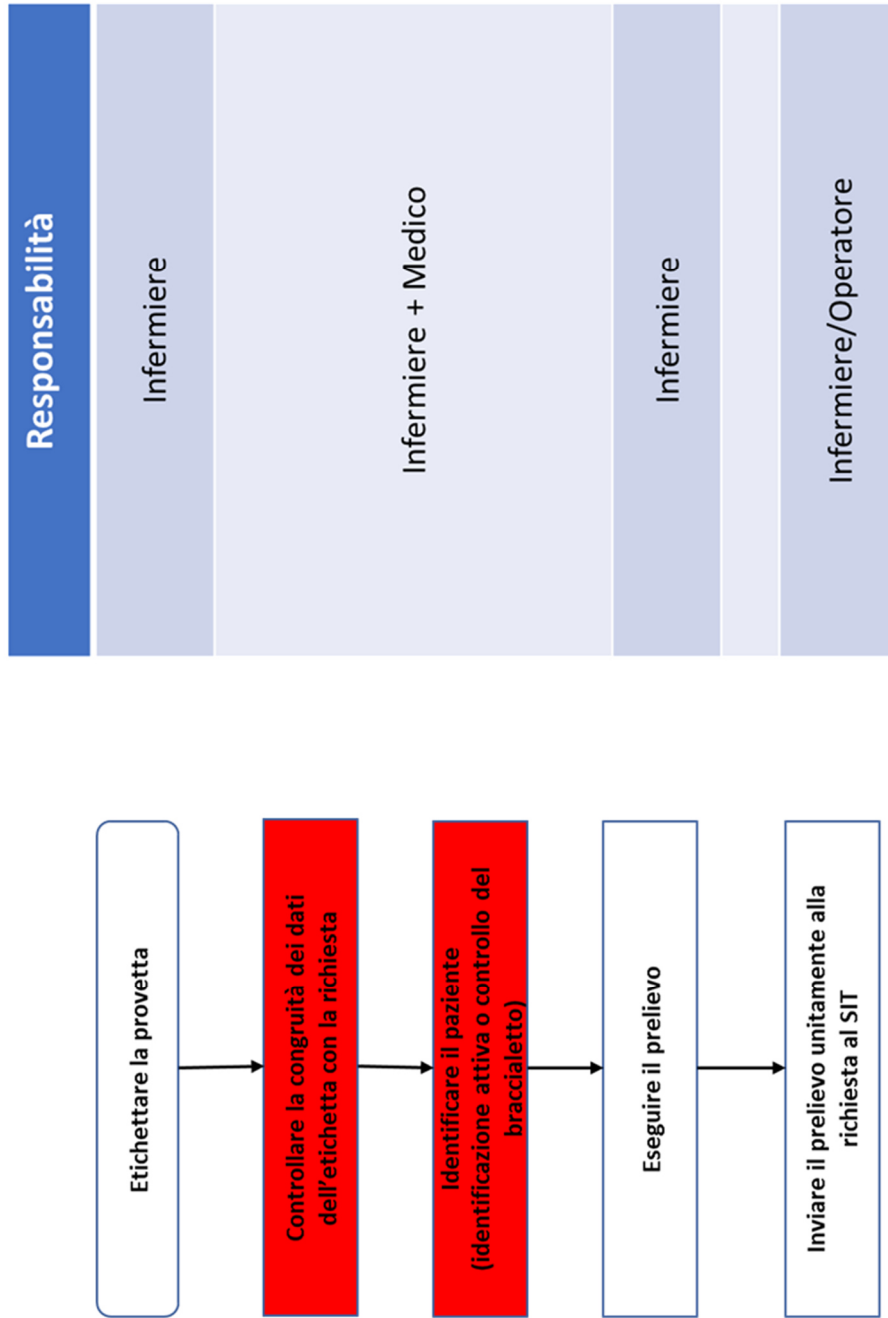 Responsabilità
Etichettare la provetta
Infermiere
Controllare la congruità dei dati
dell'etichetta con la richiesta
Infermiere + Medico
Identificare il paziente
(identificazione attiva o controllo del
braccialetto)
Eseguire il prelievo
Infermiere
Inviare il prelievo unitamente alla
richiesta al SIT
Infermiere/Operatore